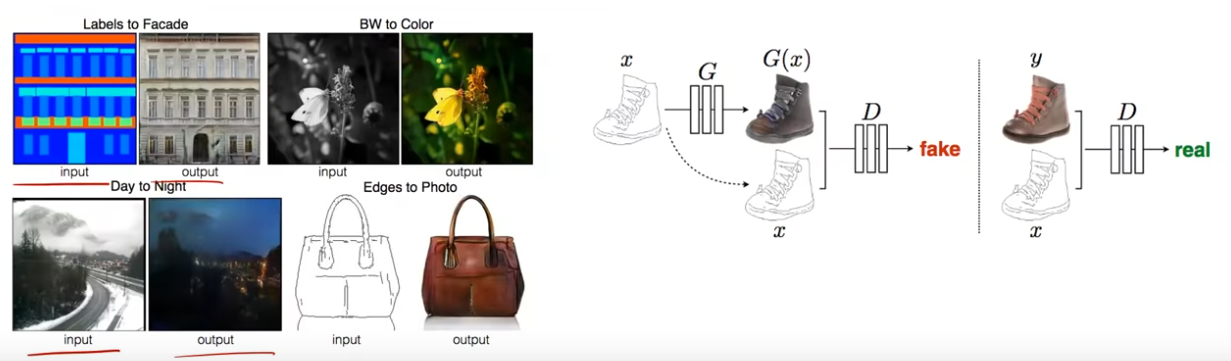 Labels to Facade
BW to Color
input
output
input
output
Day to Night
Edges to Photo
input
output
input
output
x
G
G(x)
D
fake
x
y
D
real
x